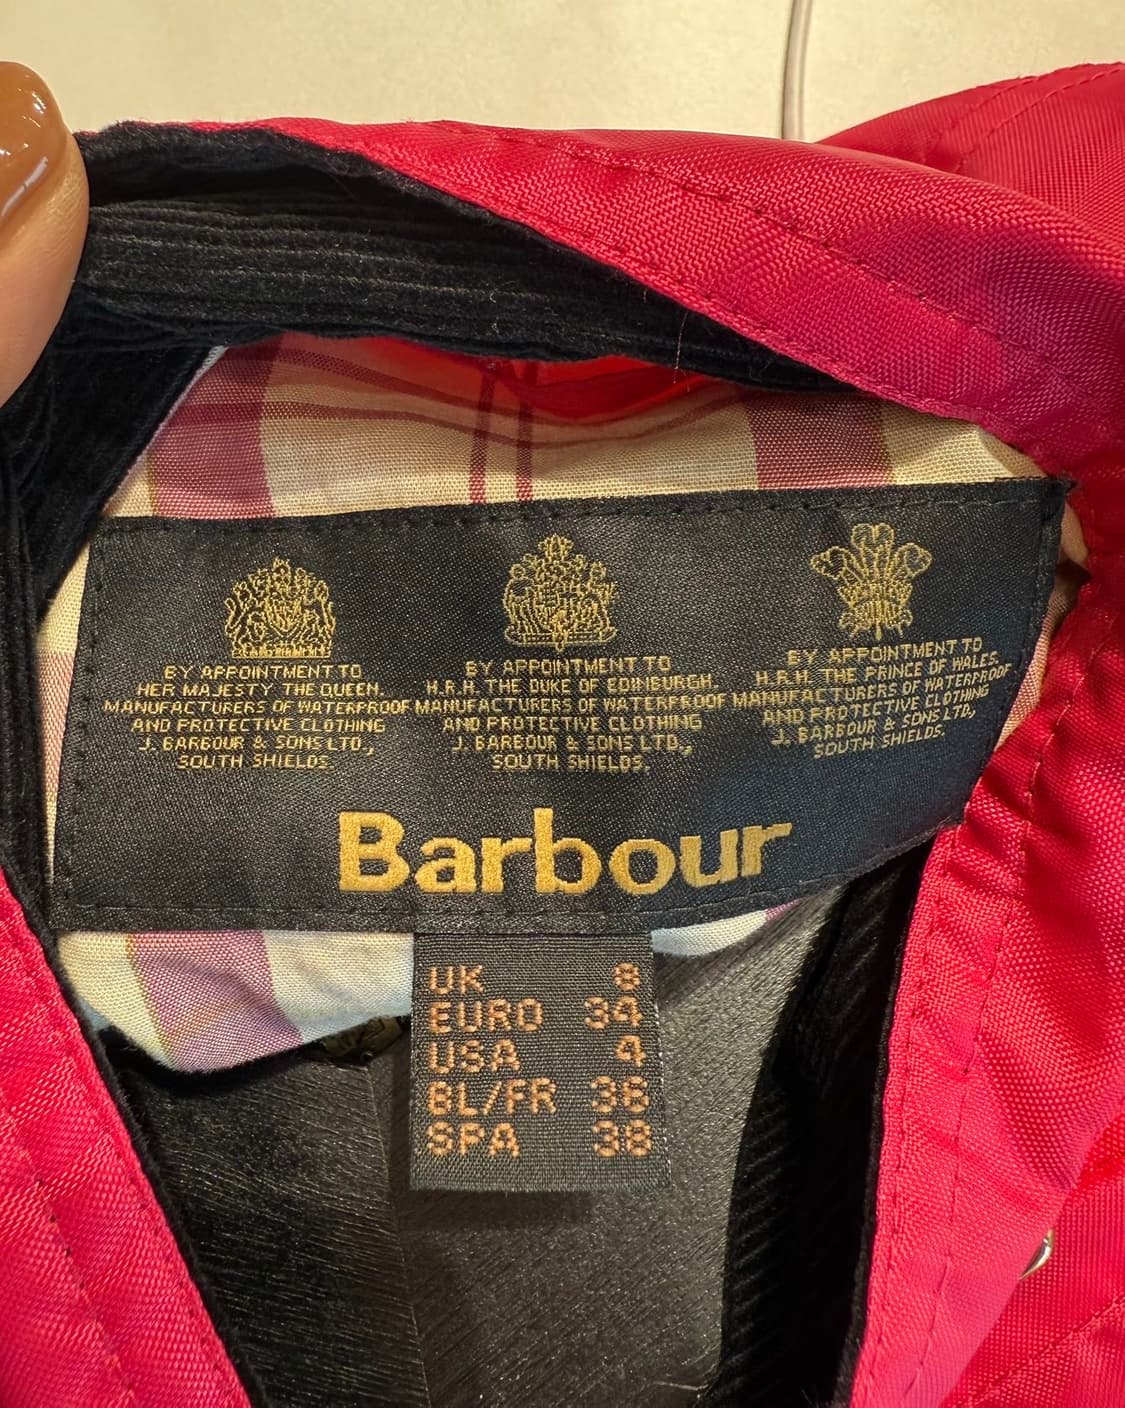 BY APPOINTMENT TO
HER MAJESTY THE QUEEN.
MANUFACTURERS OF WATERPROOF
AND PROTECTIVE CLOTHING
J. BARBOUR & SONS LTD.,
SOUTH SHIELDS.
BY APPOINTMENT TO
H.R.H. THE DUKE OF EDINBURGH.
MANUFACTURERS OF WATERPROOF
AND PROTECTIVE CLOTHING
J. BARBOUR & SONS LTD.,
SOUTH SHIELDS.
BY APPOINTMENT TO
H.R.H. THE PRINCE OF WALES.
MANUFACTURERS OF WATERPROOF
AND PROTECTIVE CLOTHING
J. BARBOUR & SONS LTD.,
SOUTH SHIELDS.
Barbour
UK 8
EURO 34
USA 4
BL/FR 36
SPA 38